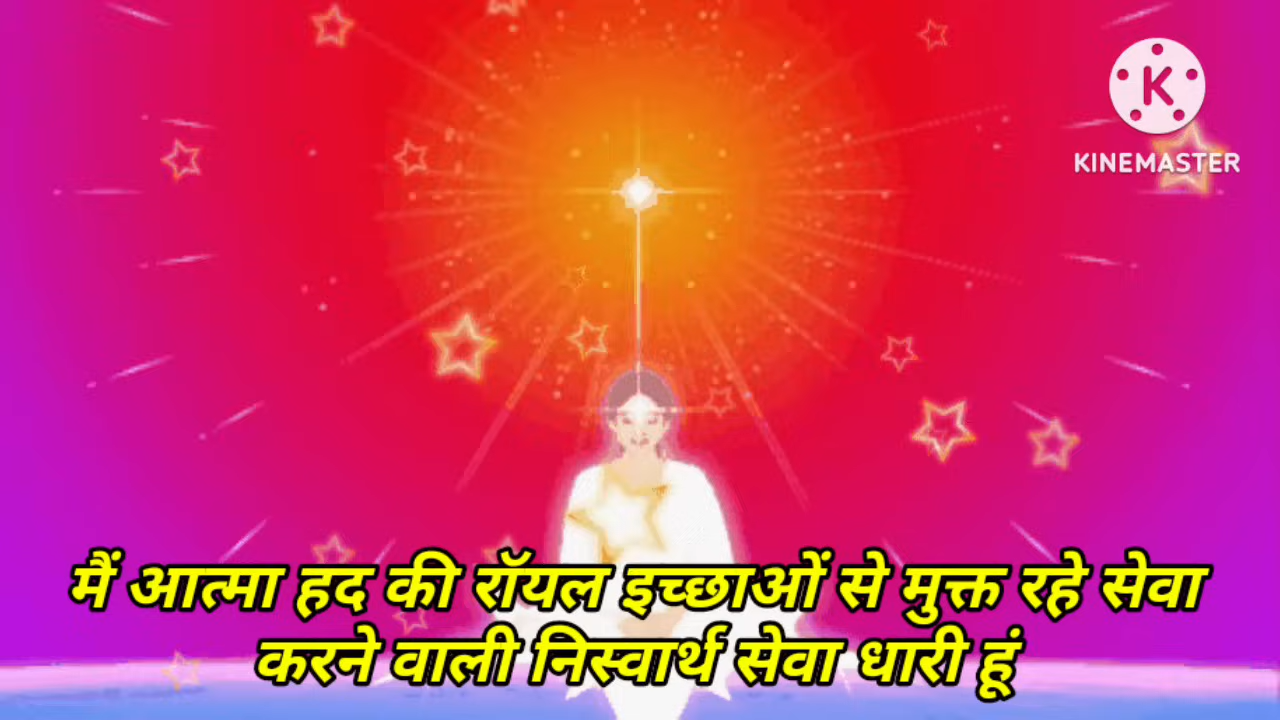 K
KINEMASTER
मैं आत्मा हद की रॉयल इच्छाओं से मुक्त रहे सेवा
करने वाली निस्वार्थ सेवा धारी हूं